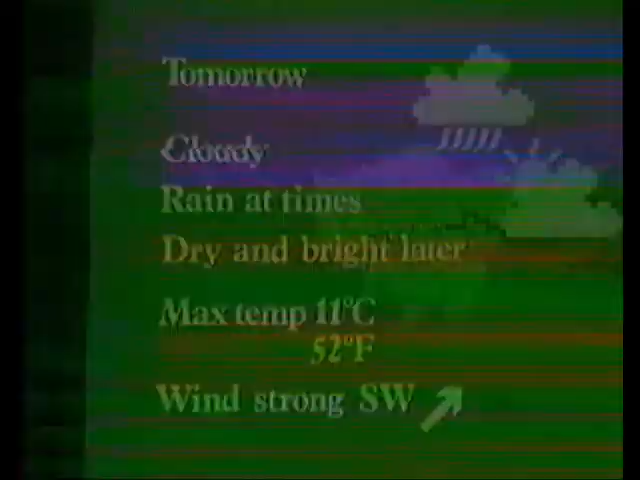 Tomorrow
Cloudy
Rain at times
Dry and bright later
Max temp 11°C
52°F
Wind strong SW